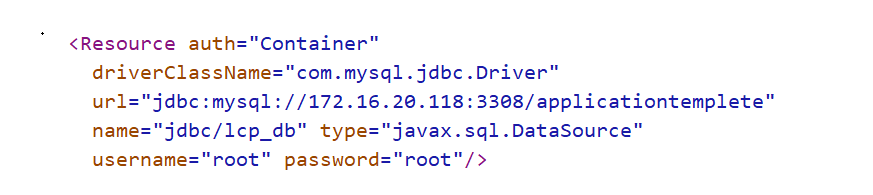 <Resource auth="Container"
driverClassName="com.mysql.jdbc.Driver"
url="jdbc:mysql://172.16.20.118:3308/applicationtemplete"
name="jdbc/lcp_db" type="javax.sql.DataSource"
username="root" password="root"/>